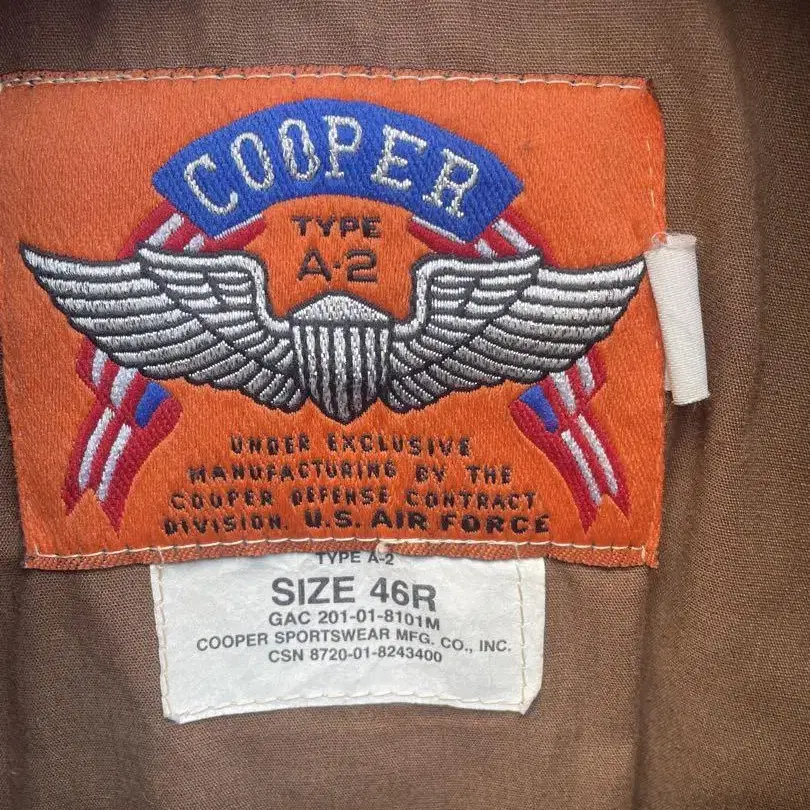 COOPER
TYPE
A·2
UNDER EXCLUSIVE
MANUFACTURING BY THE
COOPER DEFENSE CONTRACT
DIVISION. U.S. AIR FORCE
TYPE A-2
SIZE 46R
GAC 201-01-8101M
COOPER SPORTSWEAR MFG. CO., INC.
CSN 8720-01-8243400